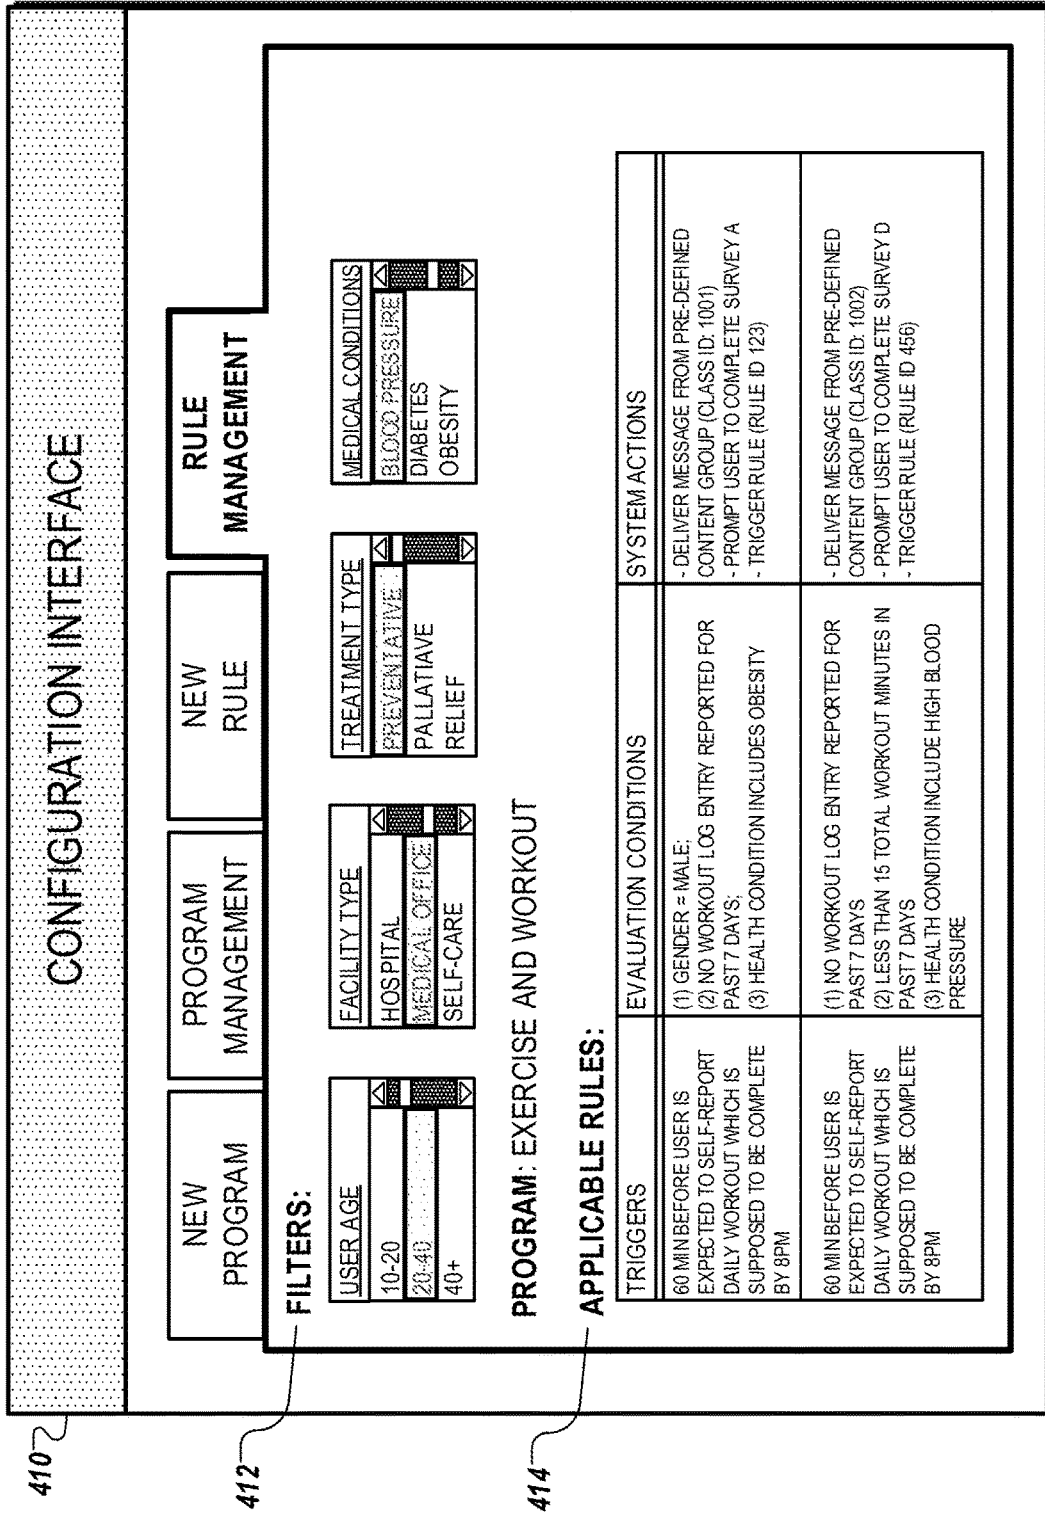 410
CONFIGURATION INTERFACE
NEW
PROGRAM
PROGRAM
MANAGEMENT
NEW
RULE
RULE
MANAGEMENT
412
FILTERS:
USER AGE
10-20
20-40
40+
FACILITY TYPE
HOSPITAL
MEDICAL OFFICE
SELF-CARE
TREATMENT TYPE
PREVENTATIVE
PALLATIAVE
RELIEF
MEDICAL CONDITIONS
BLOOD PRESSURE
DIABETES
OBESITY
PROGRAM: EXERCISE AND WORKOUT
414
APPLICABLE RULES:
TRIGGERS
EVALUATION CONDITIONS
SYSTEM ACTIONS
60 MIN BEFORE USER IS
EXPECTED TO SELF-REPORT
DAILY WORKOUT WHICH IS
SUPPOSED TO BE COMPLETE
BY 8PM
(1) GENDER = MALE;
(2) NO WORKOUT LOG ENTRY REPORTED FOR
PAST 7 DAYS;
(3) HEALTH CONDITION INCLUDES OBESITY
- DELIVER MESSAGE FROM PRE-DEFINED
CONTENT GROUP (CLASS ID: 1001)
- PROMPT USER TO COMPLETE SURVEY A
- TRIGGER RULE (RULE ID 123)
60 MIN BEFORE USER IS
EXPECTED TO SELF-REPORT
DAILY WORKOUT WHICH IS
SUPPOSED TO BE COMPLETE
BY 8PM
(1) NO WORKOUT LOG ENTRY REPORTED FOR
PAST 7 DAYS
(2) LESS THAN 15 TOTAL WORKOUT MINUTES IN
PAST 7 DAYS
(3) HEALTH CONDITION INCLUDE HIGH BLOOD
PRESSURE
- DELIVER MESSAGE FROM PRE-DEFINED
CONTENT GROUP (CLASS ID: 1002)
- PROMPT USER TO COMPLETE SURVEY D
- TRIGGER RULE (RULE ID 456)